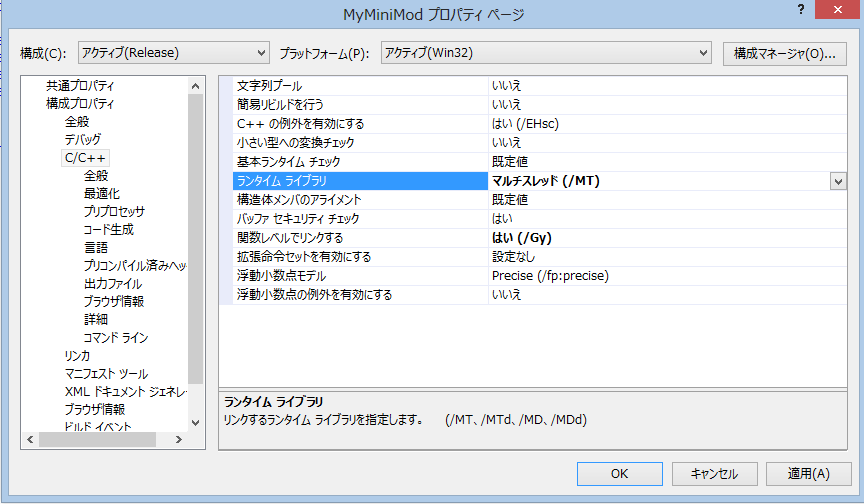 MyMiniMod プロパティ ページ
?
構成(C): アクティブ(Release) プラットフォーム(P): アクティブ(Win32) 構成マネージャ(O)...
共通プロパティ
構成プロパティ
全般
デバッグ
C/C++
全般
最適化
プリプロセッサ
コード生成
言語
プリコンパイル済みヘッ
出力ファイル
ブラウザ情報
詳細
コマンド ライン
リンカ
マニフェスト ツール
XML ドキュメント ジェネレー
ブラウザ情報
ビルド イベント
文字列プール いいえ
簡易リビルドを行う いいえ
C++ の例外を有効にする はい (/EHsc)
小さい型への変換チェック いいえ
基本ランタイム チェック 既定値
ランタイム ライブラリ マルチスレッド (/MT)
構造体メンバのアライメント 既定値
バッファ セキュリティ チェック はい
関数レベルでリンクする はい (/Gy)
拡張命令セットを有効にする 設定なし
浮動小数点モデル Precise (/fp:precise)
浮動小数点の例外を有効にする いいえ
ランタイム ライブラリ
リンクするランタイム ライブラリを指定します。 (/MT、/MTd、/MD、/MDd)
OK キャンセル 適用(A)